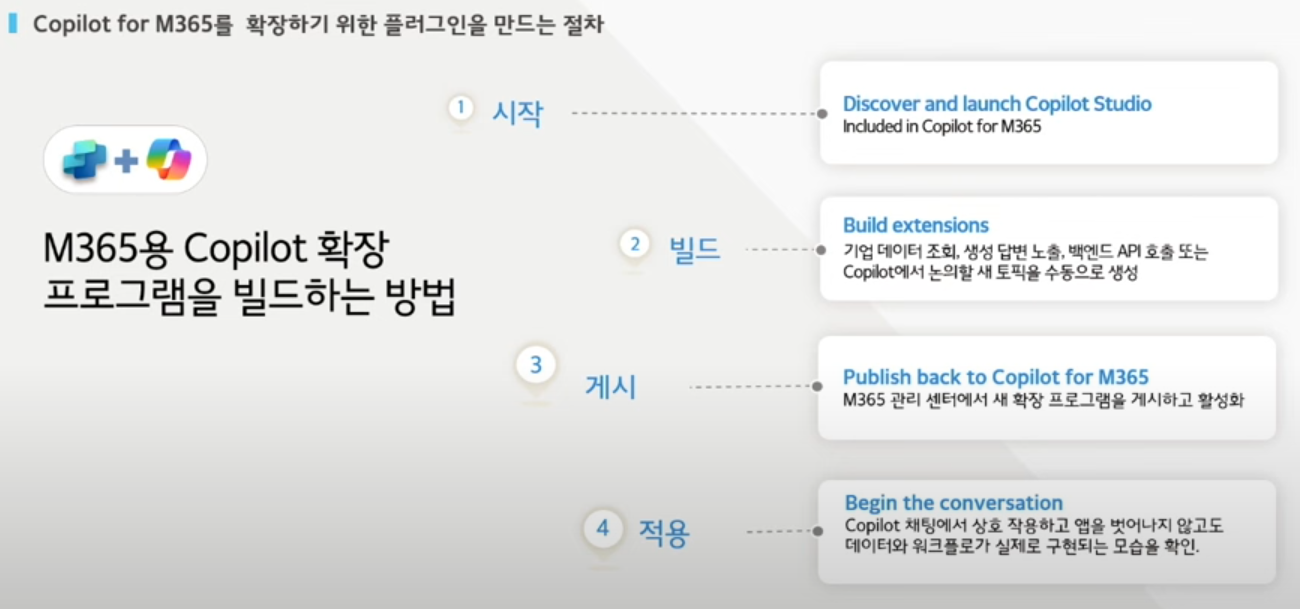 Copilot for M365를 확장하기 위한 플러그인을 만드는 절차
M365용 Copilot 확장
프로그램을 빌드하는 방법
1 시작
Discover and launch Copilot Studio
Included in Copilot for M365
2 빌드
Build extensions
기업 데이터 조회, 생성 답변 노출, 백엔드 API 호출 또는
Copilot에서 논의할 새 토픽을 수동으로 생성
3 게시
Publish back to Copilot for M365
M365 관리 센터에서 새 확장 프로그램을 게시하고 활성화
4 적용
Begin the conversation
Copilot 채팅에서 상호 작용하고 앱을 벗어나지 않고도
데이터와 워크플로가 실제로 구현되는 모습을 확인.